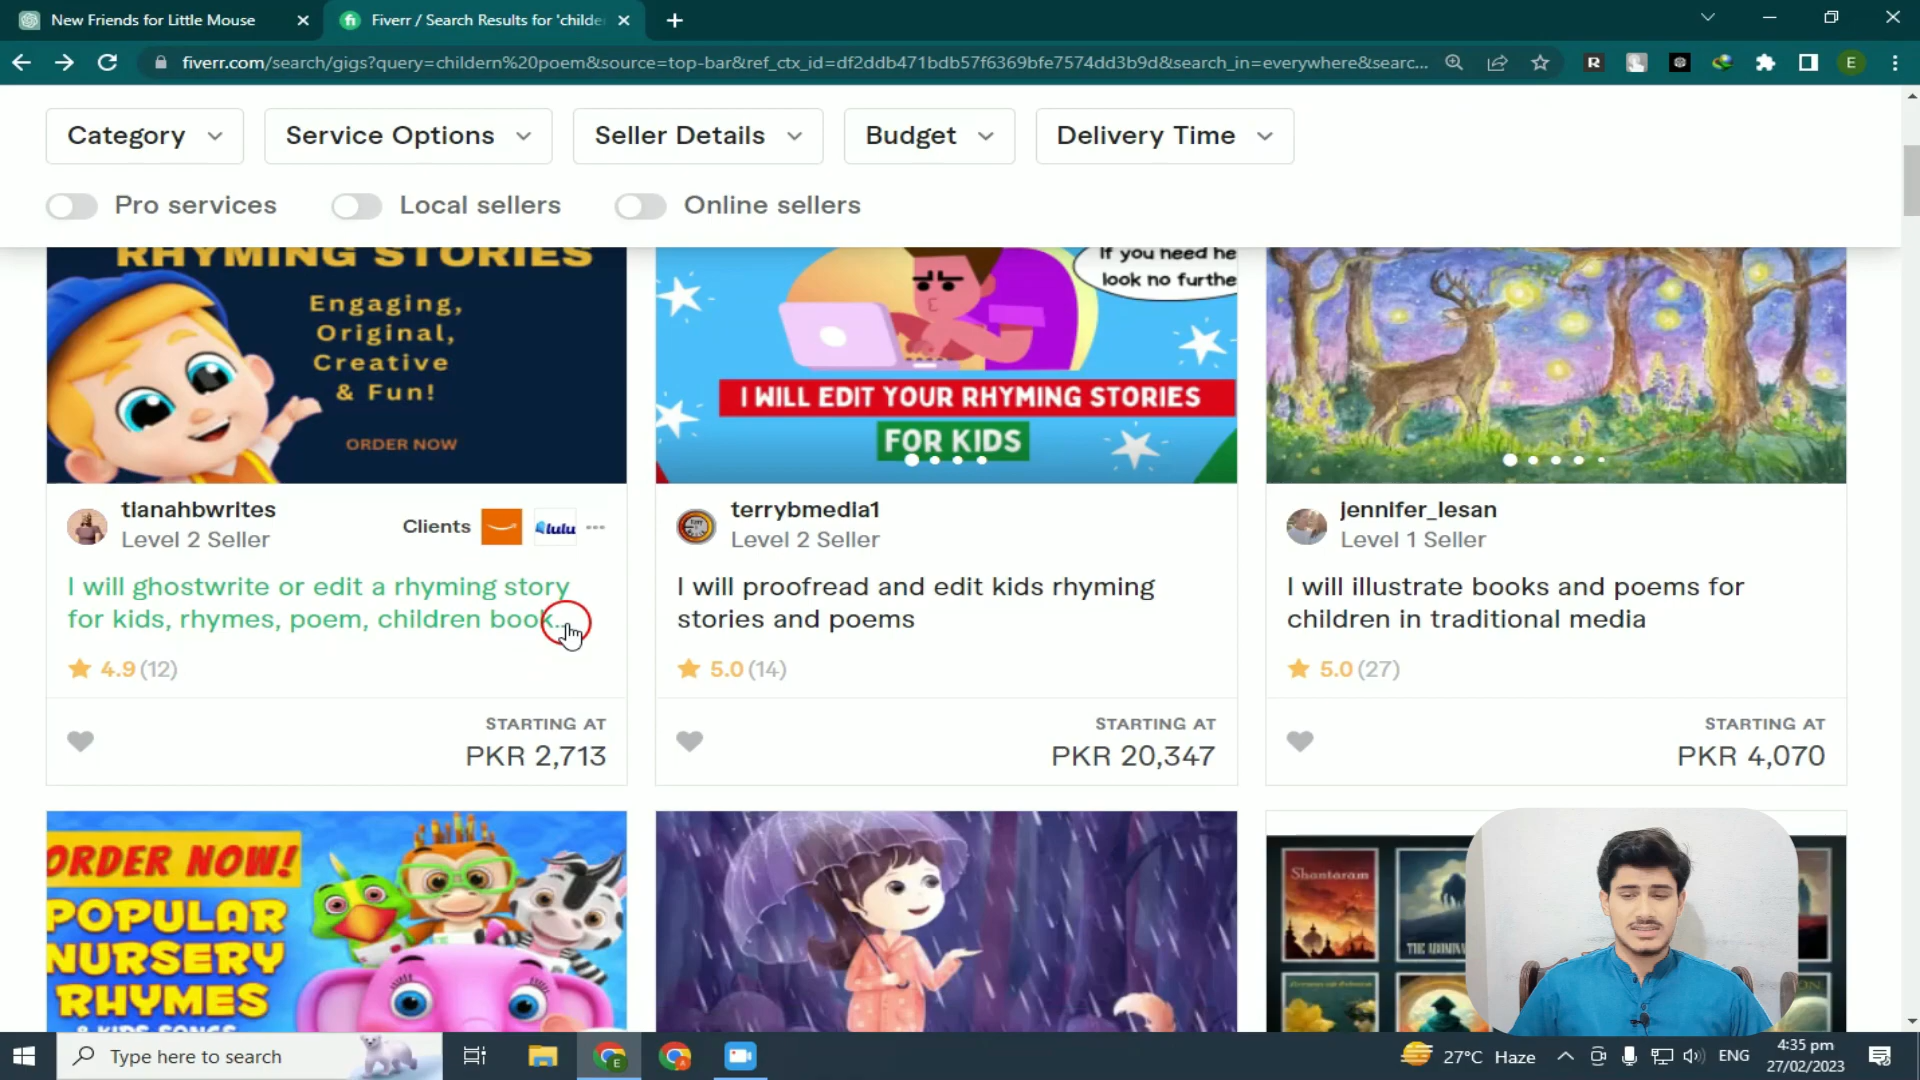 New Friends for Little Mouse
Fiverr / Search Results for 'childe
fiverr.com/search/gigs?query=childern%20poem&source=top-bar&ref_ctx_id=df2ddb471bdb57f6369bfe7574dd3b9d&search_in=everywhere&searc...
R
E
Category
Service Options
Seller Details
Budget
Delivery Time
Pro services
Local sellers
Online sellers
RHYMING STORIES
Engaging,
Original,
Creative
& Fun!
ORDER NOW
If you need he
look no furthe
I WILL EDIT YOUR RHYMING STORIES
FOR KIDS
tianahbwrites
Level 2 Seller
Clients
lulu
I will ghostwrite or edit a rhyming story
for kids, rhymes, poem, children book...
4.9 (12)
STARTING AT
PKR 2,713
terrybmedia1
Level 2 Seller
I will proofread and edit kids rhyming
stories and poems
5.0 (14)
STARTING AT
PKR 20,347
jennifer_lesan
Level 1 Seller
I will illustrate books and poems for
children in traditional media
5.0 (27)
STARTING AT
PKR 4,070
ORDER NOW!
POPULAR
NURSERY
RHYMES
& KIDS SONGS
Shantaram
Type here to search
27°C Haze
ENG
4:35 pm
27/02/2023